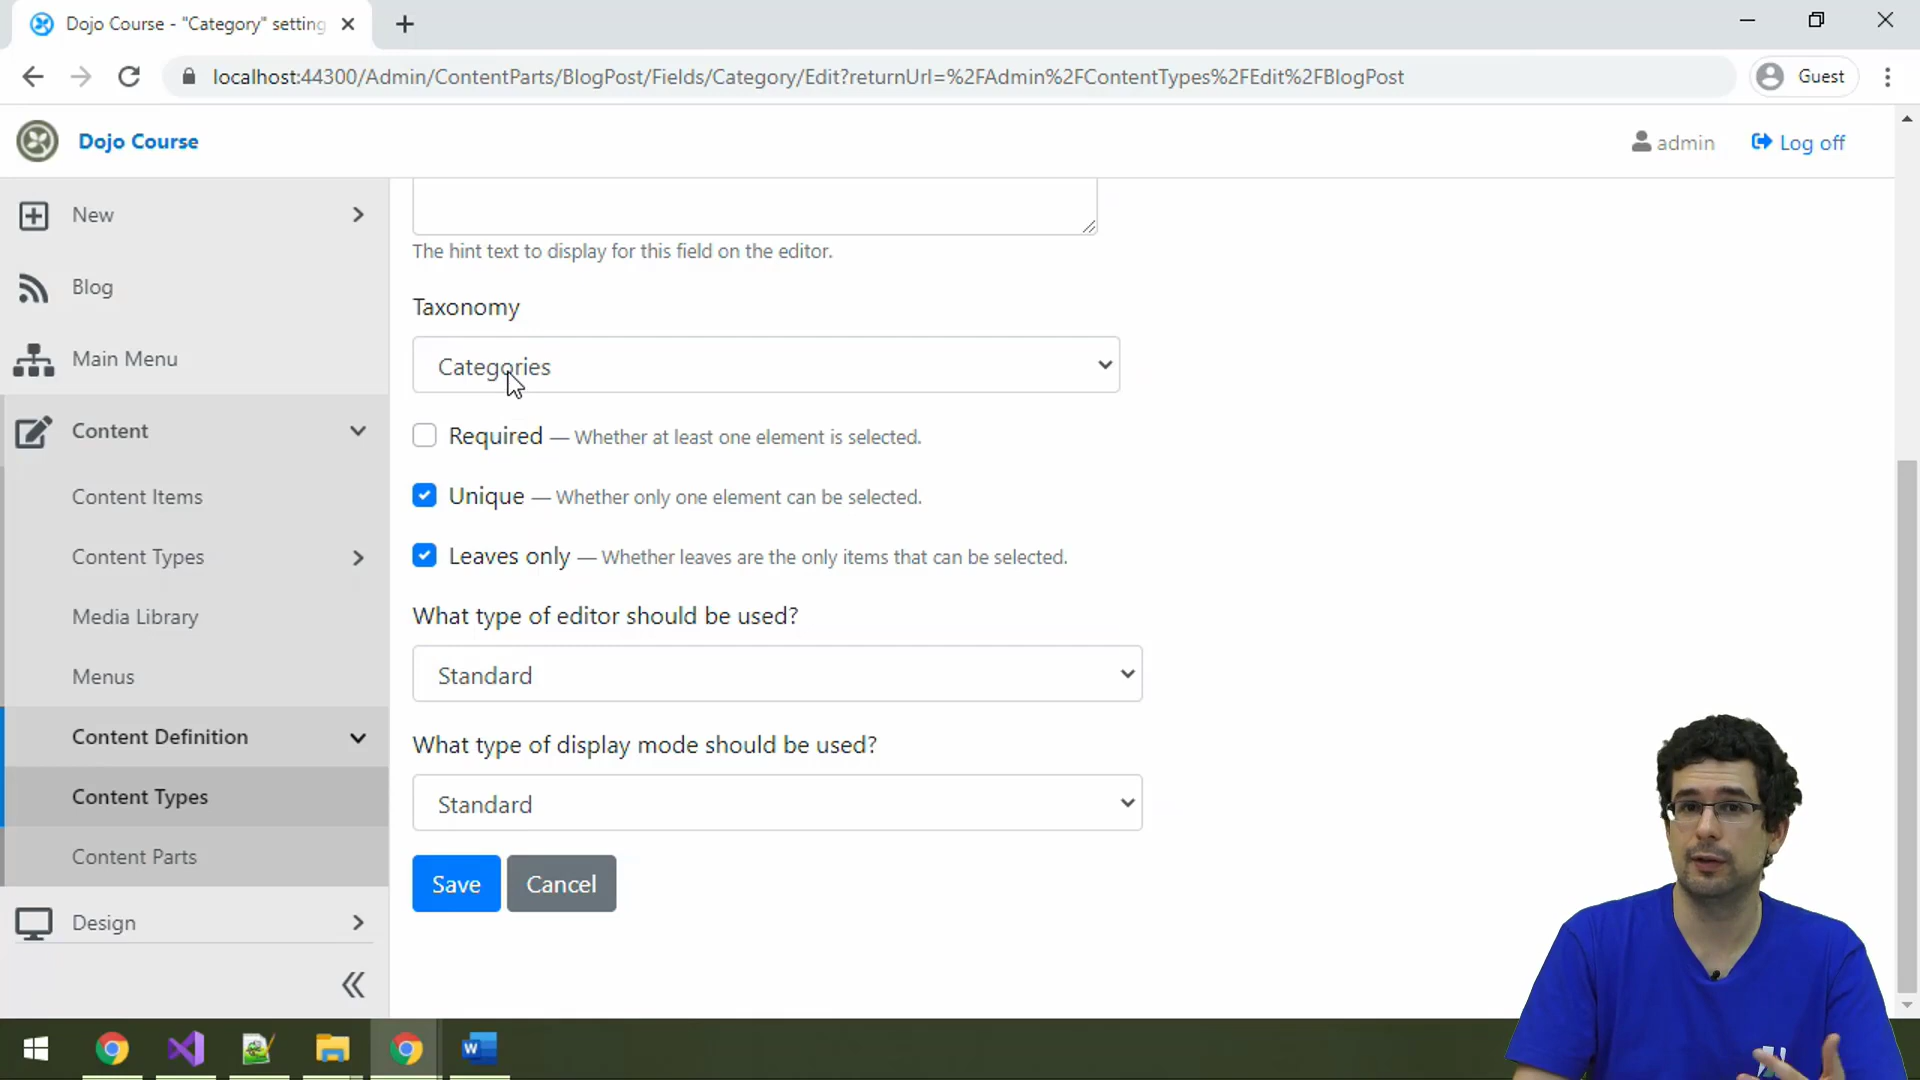 Dojo Course - "Category" setting
localhost:44300/Admin/ContentParts/BlogPost/Fields/Category/Edit?returnUrl=%2FAdmin%2FContentTypes%2FEdit%2FBlogPost
Guest
Dojo Course
admin
Log off
New
Blog
Main Menu
Content
Content Items
Content Types
Media Library
Menus
Content Definition
Content Types
Content Parts
Design
The hint text to display for this field on the editor.
Taxonomy
Categories
Required — Whether at least one element is selected.
Unique — Whether only one element can be selected.
Leaves only — Whether leaves are the only items that can be selected.
What type of editor should be used?
Standard
What type of display mode should be used?
Standard
Save
Cancel